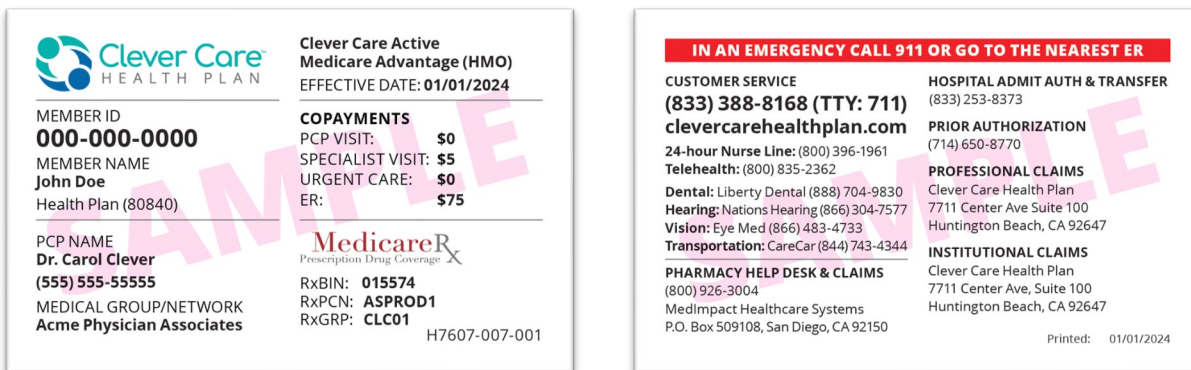 Clever Care™
HEALTH PLAN
MEMBER ID
000-000-0000
MEMBER NAME
John Doe
Health Plan (80840)
PCP NAME
Dr. Carol Clever
(555) 555-55555
MEDICAL GROUP/NETWORK
Acme Physician Associates
Clever Care Active
Medicare Advantage (HMO)
EFFECTIVE DATE: 01/01/2024
COPAYMENTS
PCP VISIT: $0
SPECIALIST VISIT: $5
URGENT CARE: $0
ER: $75
MedicareRx
Prescription Drug Coverage
RxBIN: 015574
RxPCN: ASPROD1
RxGRP: CLC01
H7607-007-001
SAMPLE
IN AN EMERGENCY CALL 911 OR GO TO THE NEAREST ER
CUSTOMER SERVICE
(833) 388-8168 (TTY: 711)
clevercarehealthplan.com
24-hour Nurse Line: (800) 396-1961
Telehealth: (800) 835-2362
Dental: Liberty Dental (888) 704-9830
Hearing: Nations Hearing (866) 304-7577
Vision: Eye Med (866) 483-4733
Transportation: CareCar (844) 743-4344
PHARMACY HELP DESK & CLAIMS
(800) 926-3004
MedImpact Healthcare Systems
P.O. Box 509108, San Diego, CA 92150
HOSPITAL ADMIT AUTH & TRANSFER
(833) 253-8373
PRIOR AUTHORIZATION
(714) 650-8770
PROFESSIONAL CLAIMS
Clever Care Health Plan
7711 Center Ave Suite 100
Huntington Beach, CA 92647
INSTITUTIONAL CLAIMS
Clever Care Health Plan
7711 Center Ave, Suite 100
Huntington Beach, CA 92647
Printed: 01/01/2024
SAMPLE